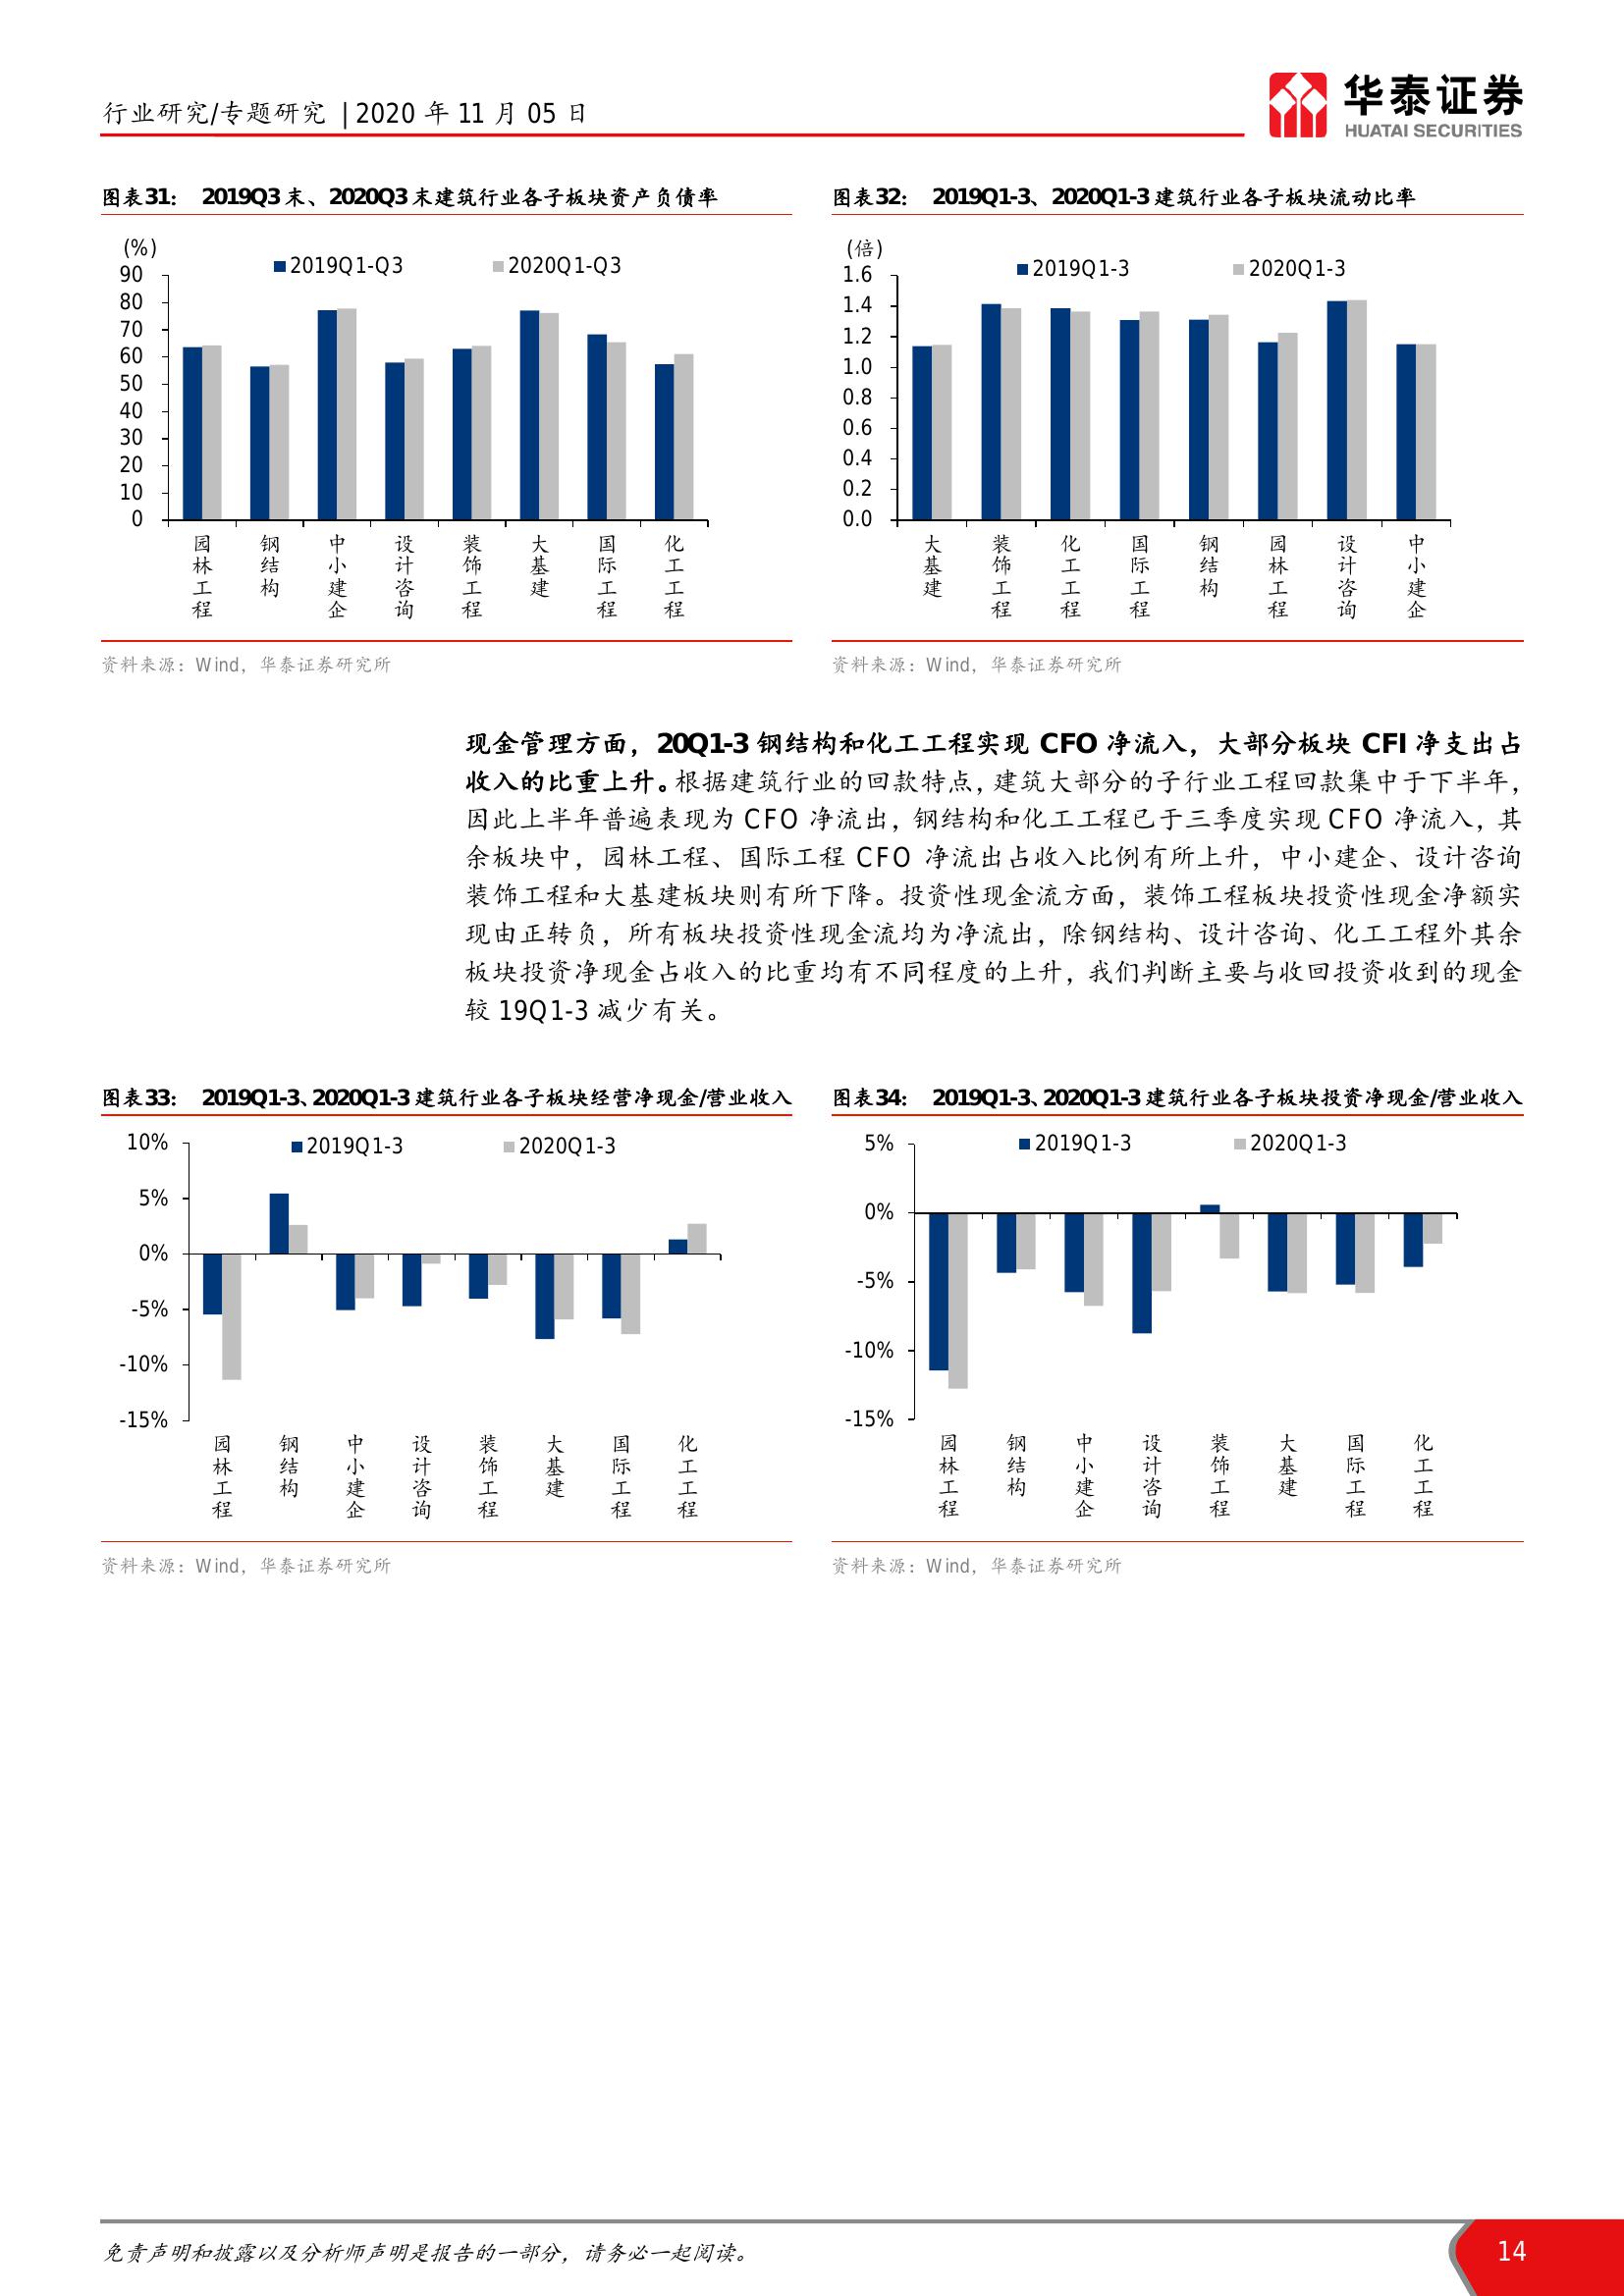 行业研究/专题研究 | 2020 年 11 月 05 日
华泰证券
HUATAI SECURITIES
图表31： 2019Q3 末、2020Q3 末建筑行业各子板块资产负债率
(%)
2019Q1-Q3 2020Q1-Q3
90
80
70
60
50
40
30
20
10
0
园林工程 钢结构 中小建企 设计咨询 装饰工程 大基建 国际工程 化工工程
资料来源：Wind，华泰证券研究所
图表32： 2019Q1-3、2020Q1-3 建筑行业各子板块流动比率
(倍)
2019Q1-3 2020Q1-3
1.6
1.4
1.2
1.0
0.8
0.6
0.4
0.2
0.0
大基建 装饰工程 化工工程 国际工程 钢结构 园林工程 设计咨询 中小建企
资料来源：Wind，华泰证券研究所
现金管理方面，20Q1-3 钢结构和化工工程实现 CFO 净流入，大部分板块 CFI 净支出占
收入的比重上升。根据建筑行业的回款特点，建筑大部分的子行业工程回款集中于下半年，
因此上半年普遍表现为 CFO 净流出，钢结构和化工工程已于三季度实现 CFO 净流入，其
余板块中，园林工程、国际工程 CFO 净流出占收入比例有所上升，中小建企、设计咨询
装饰工程和大基建板块则有所下降。投资性现金流方面，装饰工程板块投资性现金净额实
现由正转负，所有板块投资性现金流均为净流出，除钢结构、设计咨询、化工工程外其余
板块投资净现金占收入的比重均有不同程度的上升，我们判断主要与收回投资收到的现金
较 19Q1-3 减少有关。
图表33： 2019Q1-3、2020Q1-3 建筑行业各子板块经营净现金/营业收入
2019Q1-3 2020Q1-3
10%
5%
0%
-5%
-10%
-15%
园林工程 钢结构 中小建企 设计咨询 装饰工程 大基建 国际工程 化工工程
资料来源：Wind，华泰证券研究所
图表34： 2019Q1-3、2020Q1-3 建筑行业各子板块投资净现金/营业收入
2019Q1-3 2020Q1-3
5%
0%
-5%
-10%
-15%
园林工程 钢结构 中小建企 设计咨询 装饰工程 大基建 国际工程 化工工程
资料来源：Wind，华泰证券研究所
免责声明和披露以及分析师声明是报告的一部分，请务必一起阅读。
14